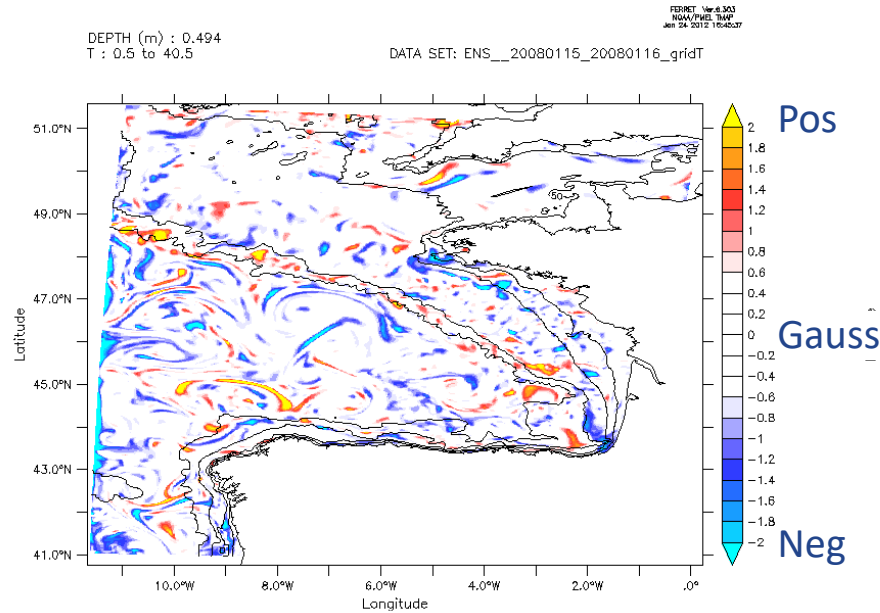 FERRET Ver.6.303
NOAA/PMEL TMAP
Jan 24 2012 16:45:37
DEPTH (m) : 0.494
T : 0.5 to 40.5
DATA SET: ENS__20080115_20080116_gridT
51.0°N
49.0°N
47.0°N
45.0°N
43.0°N
41.0°N
Latitude
50
10.0°W
8.0°W
6.0°W
4.0°W
2.0°W
.0°
Longitude
2
1.8
1.6
1.4
1.2
1
0.8
0.6
0.4
0.2
0
−0.2
−0.4
−0.6
−0.8
−1
−1.2
−1.4
−1.6
−1.8
−2
Pos
Gauss
Neg